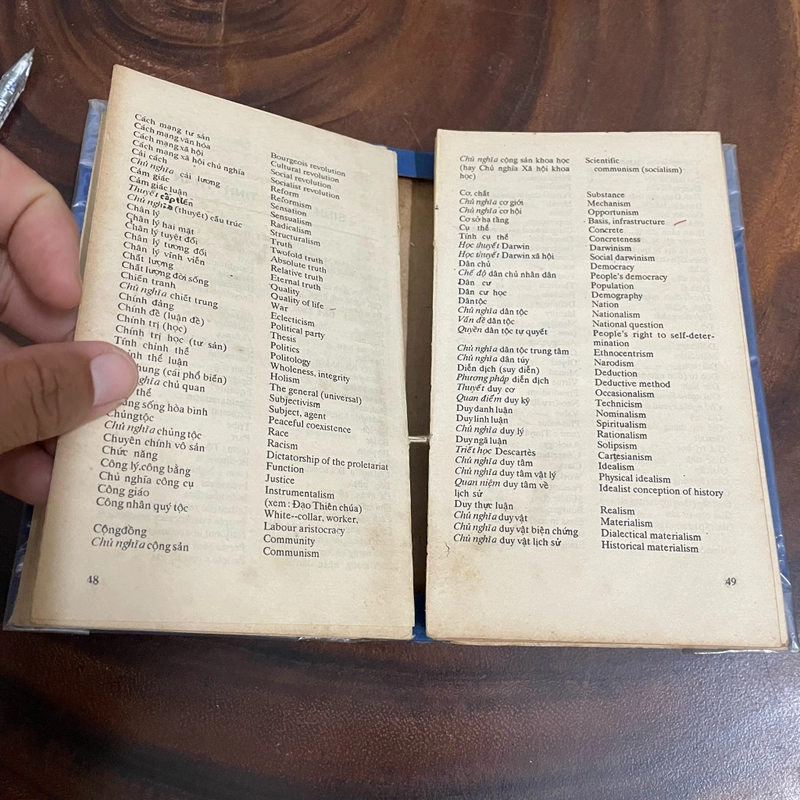 Cách mạng tư sản Bourgeois revolution
Cách mạng văn hóa Cultural revolution
Cách mạng xã hội Social revolution
Cách mạng xã hội chủ nghĩa Socialist revolution
Cải cách Reform
Chủ nghĩa cải lương Reformism
Cảm giác Sensation
Cảm giác luận Sensualism
Thuyết cấp tiến Radicalism
Chủ nghĩa (thuyết) cấu trúc Structuralism
Chân lý Truth
Chân lý hai mặt Twofold truth
Chân lý tuyệt đối Absolute truth
Chân lý tương đối Relative truth
Chân lý vĩnh viễn Eternal truth
Chất lượng Quality
Chất lượng đời sống Quality of life
Chiến tranh War
Chủ nghĩa chiết trung Eclecticism
Chính đảng Political party
Chính đề (luận đề) Thesis
Chính trị (học) Politics
Chính trị học (tư sản) Politology
Tính chỉnh thể Wholeness, integrity
thể luận Holism
(cái phổ biến) The general (universal)
chủ quan Subjectivism
thể Subject, agent
sống hòa bình Peaceful coexistence
Chủngtộc Race
Chủ nghĩa chủng tộc Racism
Chuyên chính vô sản Dictatorship of the proletariat
Chức năng Function
Công lý,công bằng Justice
Chủ nghĩa công cụ Instrumentalism
Công giáo (xem : Đạo Thiên chúa)
Công nhân quý tộc White--collar, worker,
Labour aristocracy
Cộngđồng Community
Chủ nghĩa cộng sản Communism
48
Chủ nghĩa cộng sản khoa học Scientific
(hay Chủ nghĩa Xã hội khoa communism (socialism)
học)
Cơ, chất Substance
Chủ nghĩa cơ giới Mechanism
Chủ nghĩa cơ hội Opportunism
Cơ sở hạ tầng Basis, infrastructure
Cụ thể Concrete
Tính cụ thể Concreteness
Học thuyết Darwin Darwinism
Học thuyết Darwin xã hội Social darwinism
Dân chủ Democracy
Chế độ dân chủ nhân dân People's democracy
Dân cư Population
Dân cư học Demography
Dântộc Nation
Chủ nghĩa dân tộc Nationalism
Vấn đề dân tộc National question
Quyền dân tộc tự quyết People's right to self-deter-
mination
Chủ nghĩa dân tộc trung tâm Ethnocentrism
Chủ nghĩa dân túy Narodism
Diễn dịch (suy diễn) Deduction
Phương pháp diễn dịch Deductive method
Thuyết duy cơ Occasionalism
Quan điểm duy kỹ Technicism
Duy danh luận Nominalism
Duy linh luận Spiritualism
Chủ nghĩa duy lý Rationalism
Duy ngã luận Solipsism
Triết học Descartès Cartesianism
Chủ nghĩa duy tâm Idealism
Chủ nghĩa duy tâm vật lý Physical idealism
Quan niệm duy tâm về Idealist conception of history
lịch sử
Duy thực luận Realism
Chủ nghĩa duy vật Materialism
Chủ nghĩa duy vật biện chứng Dialectical materialism
Chủ nghĩa duy vật lịch sử Historical materialism
49